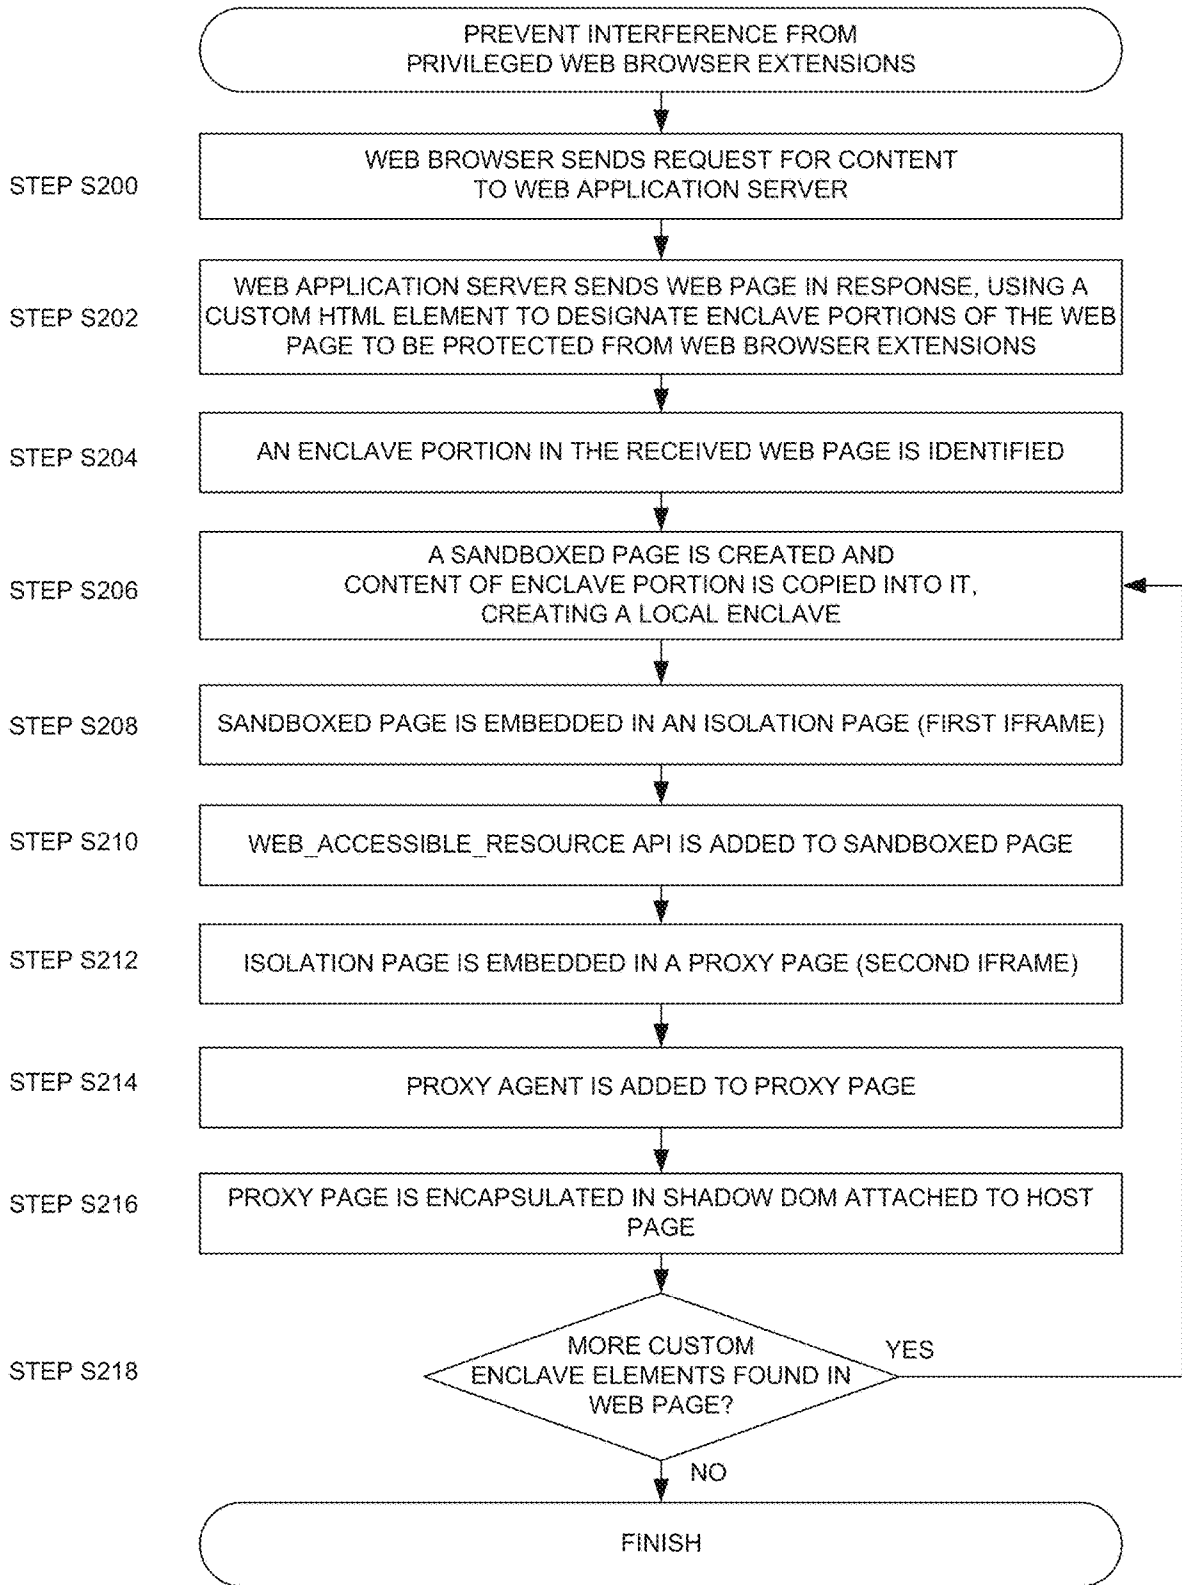 PREVENT INTERFERENCE FROM
PRIVILEGED WEB BROWSER EXTENSIONS
STEP S200
WEB BROWSER SENDS REQUEST FOR CONTENT
TO WEB APPLICATION SERVER
STEP S202
WEB APPLICATION SERVER SENDS WEB PAGE IN RESPONSE, USING A
CUSTOM HTML ELEMENT TO DESIGNATE ENCLAVE PORTIONS OF THE WEB
PAGE TO BE PROTECTED FROM WEB BROWSER EXTENSIONS
STEP S204
AN ENCLAVE PORTION IN THE RECEIVED WEB PAGE IS IDENTIFIED
STEP S206
A SANDBOXED PAGE IS CREATED AND
CONTENT OF ENCLAVE PORTION IS COPIED INTO IT,
CREATING A LOCAL ENCLAVE
STEP S208
SANDBOXED PAGE IS EMBEDDED IN AN ISOLATION PAGE (FIRST IFRAME)
STEP S210
WEB_ACCESSIBLE_RESOURCE API IS ADDED TO SANDBOXED PAGE
STEP S212
ISOLATION PAGE IS EMBEDDED IN A PROXY PAGE (SECOND IFRAME)
STEP S214
PROXY AGENT IS ADDED TO PROXY PAGE
STEP S216
PROXY PAGE IS ENCAPSULATED IN SHADOW DOM ATTACHED TO HOST
PAGE
STEP S218
MORE CUSTOM
ENCLAVE ELEMENTS FOUND IN
WEB PAGE?
YES
NO
FINISH